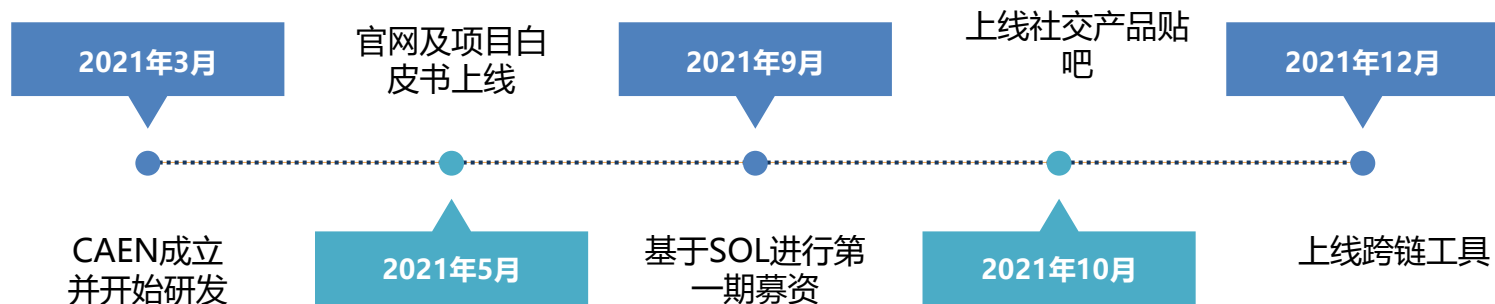 2021年3月
CAEN成立
并开始研发
官网及项目白
皮书上线
2021年5月
2021年9月
基于SOL进行第
一期募资
上线社交产品贴
吧
2021年10月
2021年12月
上线跨链工具